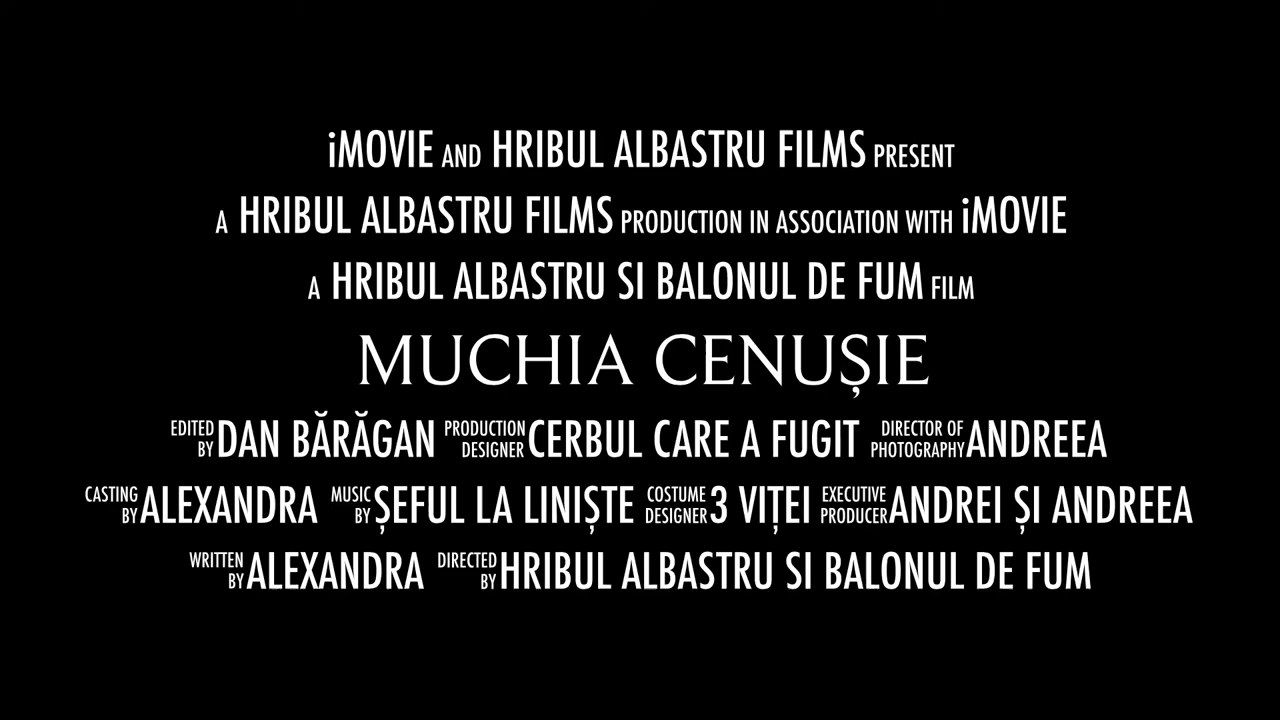 iMOVIE AND HRIBUL ALBASTRU FILMS PRESENT
A HRIBUL ALBASTRU FILMS PRODUCTION IN ASSOCIATION WITH iMOVIE
A HRIBUL ALBASTRU SI BALONUL DE FUM FILM
MUCHIA CENUȘIE
EDITED BY DAN BĂRĂGAN PRODUCTION DESIGNER CERBUL CARE A FUGIT DIRECTOR OF PHOTOGRAPHY ANDREEA
CASTING BY ALEXANDRA MUSIC BY ȘEFUL LA LINIȘTE COSTUME DESIGNER 3 VIȚEI EXECUTIVE PRODUCER ANDREI ȘI ANDREEA
WRITTEN BY ALEXANDRA DIRECTED BY HRIBUL ALBASTRU SI BALONUL DE FUM